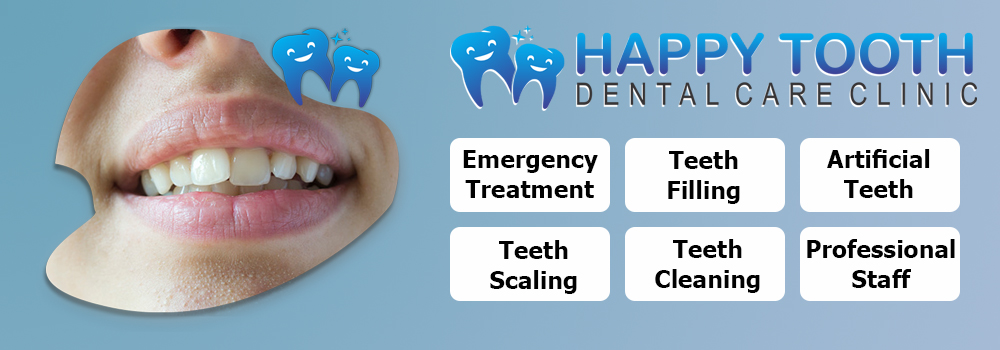 HAPPY TOOTH
DENTAL CARE CLINIC
Emergency
Treatment
Teeth
Filling
Artificial
Teeth
Teeth
Scaling
Teeth
Cleaning
Professional
Staff